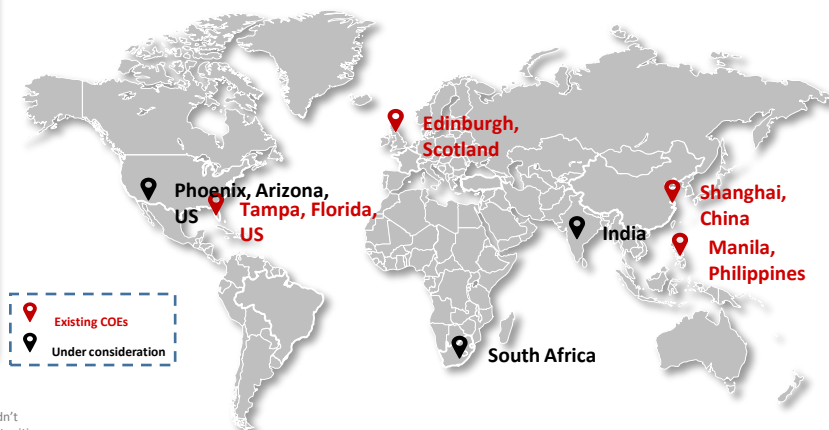 Edinburgh,
Scotland
Phoenix, Arizona,
US
Tampa, Florida,
US
Shanghai,
China
India
Manila,
Philippines
Existing COEs
Under consideration
South Africa